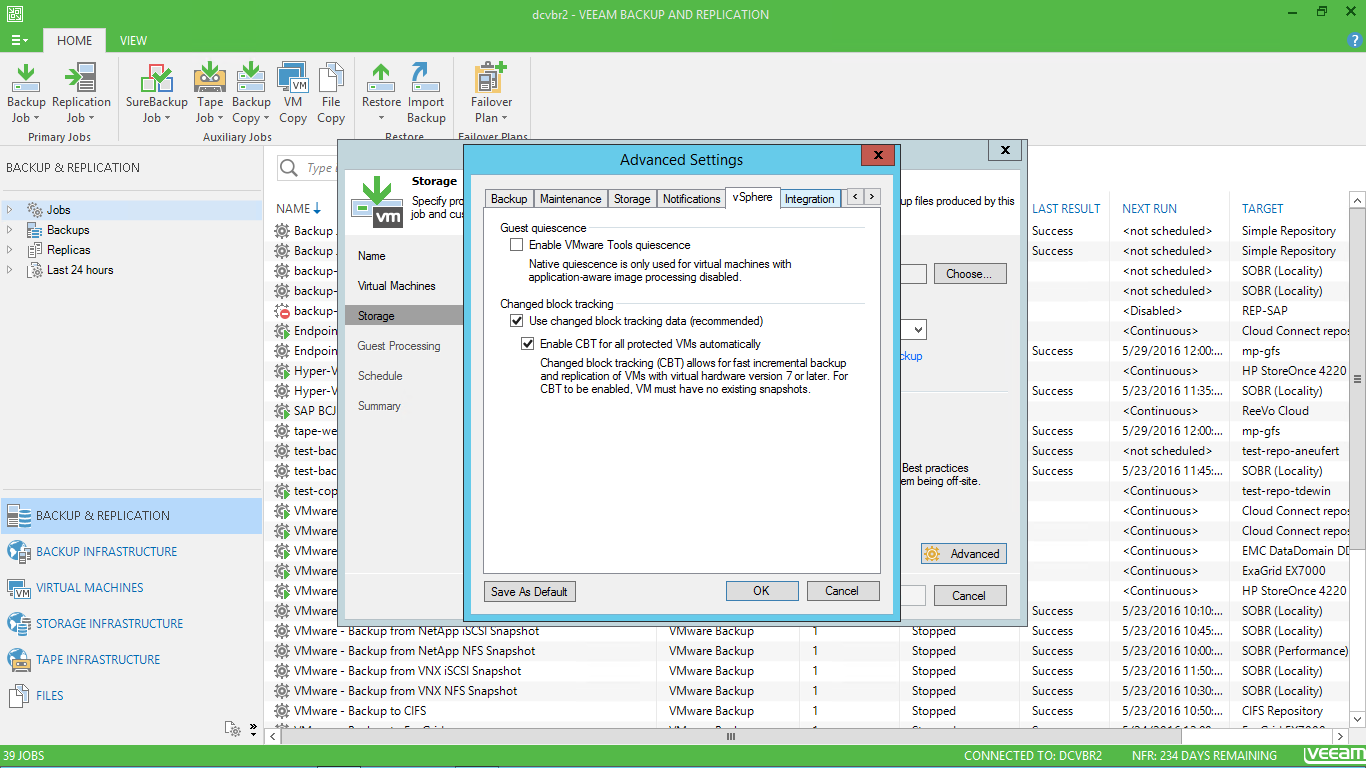 dcvbr2 - VEEAM BACKUP AND REPLICATION
HOME VIEW
Backup Job
Replication Job
SureBackup Job
Tape Job
Backup Copy
VM Copy
File Copy
Restore
Import Backup
Failover Plan
Primary Jobs
Auxiliary Jobs
Restore
Failover Plans
BACKUP & REPLICATION
Jobs
Backups
Replicas
Last 24 hours
BACKUP & REPLICATION
BACKUP INFRASTRUCTURE
VIRTUAL MACHINES
STORAGE INFRASTRUCTURE
TAPE INFRASTRUCTURE
FILES
Type
NAME
Backup
Backup
backup-
backup-
backup-
Endpoin
Endpoin
Hyper-V
Hyper-V
SAP BCJ
tape-we
test-bac
test-bac
test-cop
VMware
VMware
VMware
VMware
VMware
VMware
VMware - Backup from NetApp iSCSI Snapshot VMware Backup 1 Stopped Success 5/23/2016 10:45:... SOBR (Locality)
VMware - Backup from NetApp NFS Snapshot VMware Backup 1 Stopped Success 5/23/2016 10:00:... SOBR (Performance)
VMware - Backup from VNX iSCSI Snapshot VMware Backup 1 Stopped Success 5/23/2016 11:50:... SOBR (Locality)
VMware - Backup from VNX NFS Snapshot VMware Backup 1 Stopped Success 5/23/2016 10:30:... SOBR (Locality)
VMware - Backup to CIFS VMware Backup 1 Stopped Success 5/23/2016 10:50:... CIFS Repository
Storage
Specify pro
job and cus
up files produced by this
Name
Virtual Machines
Storage
Guest Processing
Schedule
Summary
Choose...
ckup
Best practices
em being off-site.
Advanced
Cancel
Advanced Settings
Backup Maintenance Storage Notifications vSphere Integration
Guest quiescence
Enable VMware Tools quiescence
Native quiescence is only used for virtual machines with
application-aware image processing disabled.
Changed block tracking
Use changed block tracking data (recommended)
Enable CBT for all protected VMs automatically
Changed block tracking (CBT) allows for fast incremental backup
and replication of VMs with virtual hardware version 7 or later. For
CBT to be enabled, VM must have no existing snapshots.
Save As Default OK Cancel
LAST RESULT NEXT RUN TARGET
Success <not scheduled> Simple Repository
Success <not scheduled> Simple Repository
<not scheduled> SOBR (Locality)
<not scheduled> SOBR (Locality)
<Disabled> REP-SAP
<Continuous> Cloud Connect repos
Success 5/29/2016 12:00:... mp-gfs
<Continuous> HP StoreOnce 4220
Success 5/23/2016 11:35:... SOBR (Locality)
<Continuous> ReeVo Cloud
Success 5/29/2016 12:00:... mp-gfs
Success <not scheduled> test-repo-aneufert
Success 5/23/2016 11:45:... SOBR (Locality)
<Continuous> test-repo-tdewin
<Continuous> Cloud Connect repos
<Continuous> Cloud Connect repos
<Continuous> EMC DataDomain DD
<Continuous> ExaGrid EX7000
<Continuous> HP StoreOnce 4220
Success 5/23/2016 10:10:... SOBR (Locality)
39 JOBS
CONNECTED TO: DCVBR2
NFR: 234 DAYS REMAINING
veeam